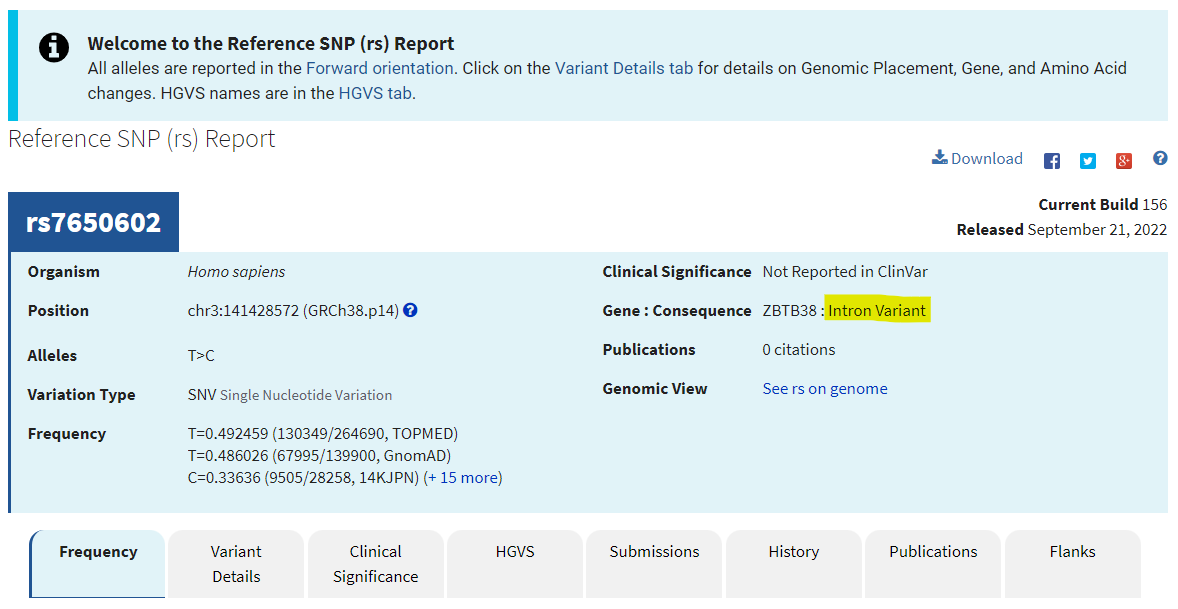 Welcome to the Reference SNP (rs) Report
All alleles are reported in the Forward orientation. Click on the Variant Details tab for details on Genomic Placement, Gene, and Amino Acid
changes. HGVS names are in the HGVS tab.
Reference SNP (rs) Report
Download
rs7650602
Current Build 156
Released September 21, 2022
Organism Homo sapiens
Position chr3:141428572 (GRCh38.p14) ?
Alleles T>C
Variation Type SNV Single Nucleotide Variation
Frequency T=0.492459 (130349/264690, TOPMED)
T=0.486026 (67995/139900, GnomAD)
C=0.33636 (9505/28258, 14KJPN) (+ 15 more)
Clinical Significance Not Reported in ClinVar
Gene : Consequence ZBTB38 : Intron Variant
Publications 0 citations
Genomic View See rs on genome
Frequency
Variant
Details
Clinical
Significance
HGVS
Submissions
History
Publications
Flanks